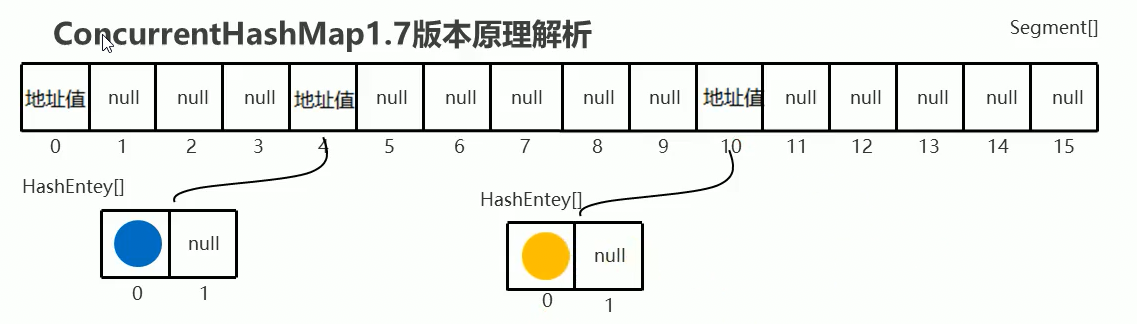 ConcurrentHashMap1.7版本原理解析
Segment[]
地址值 null null null 地址值 null null null null null 地址值 null null null null null
0 1 2 3 4 5 6 7 8 9 10 11 12 13 14 15
HashEntey[]
HashEntey[]
null
0 1
null
0 1